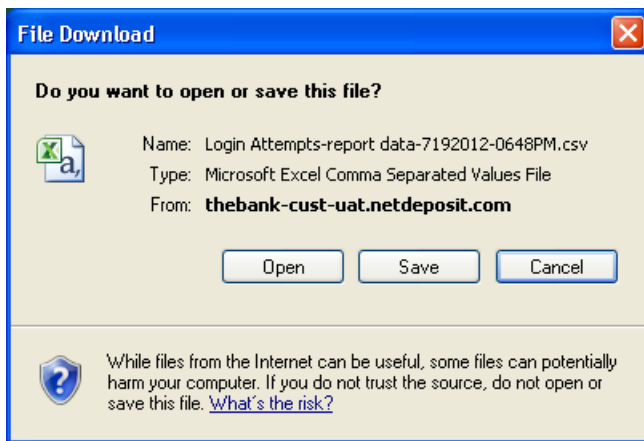 File Download
Do you want to open or save this file?
Name: Login Attempts-report data-7192012-0648PM.csv
Type: Microsoft Excel Comma Separated Values File
From: thebank-cust-uat.netdeposit.com
Open Save Cancel
While files from the Internet can be useful, some files can potentially
harm your computer. If you do not trust the source, do not open or
save this file. What's the risk?